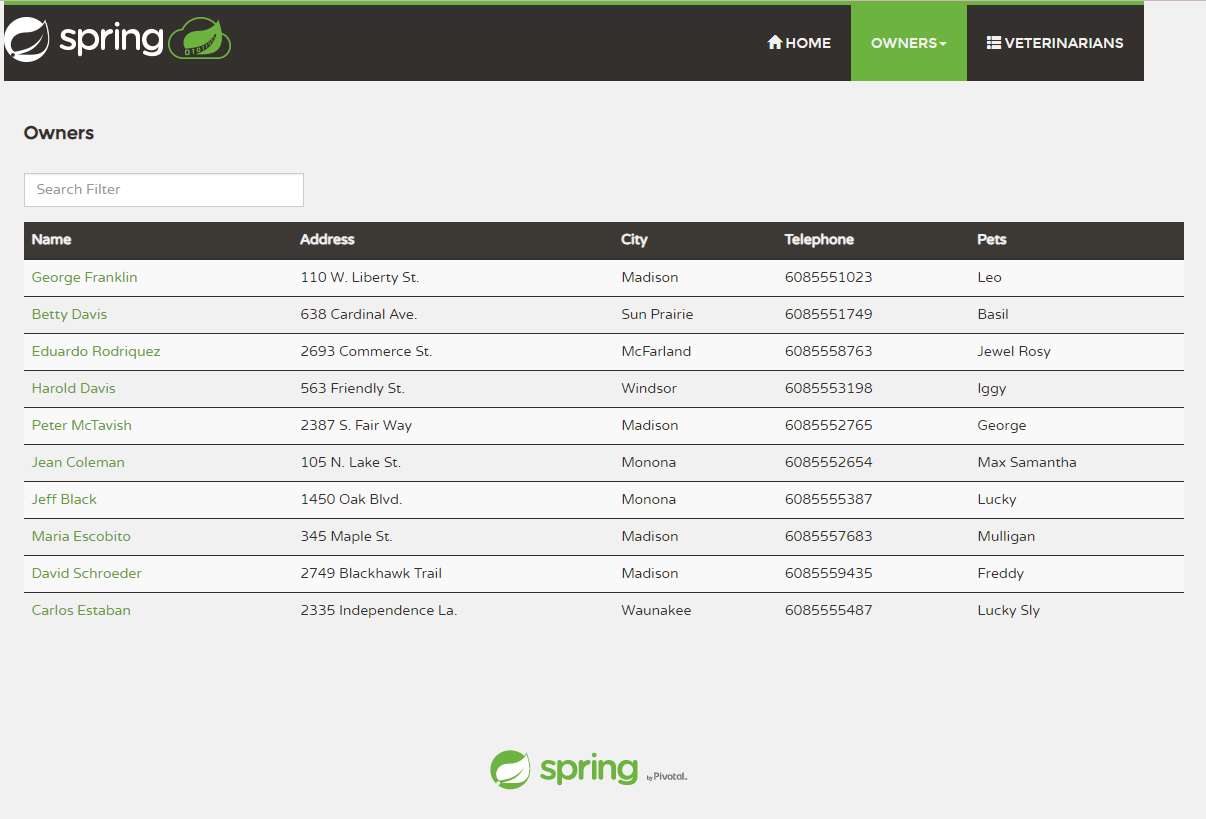 spring
HOME OWNERS VETERINARIANS
Owners
Search Filter
Name Address City Telephone Pets
George Franklin 110 W. Liberty St. Madison 6085551023 Leo
Betty Davis 638 Cardinal Ave. Sun Prairie 6085551749 Basil
Eduardo Rodriquez 2693 Commerce St. McFarland 6085558763 Jewel Rosy
Harold Davis 563 Friendly St. Windsor 6085553198 Iggy
Peter McTavish 2387 S. Fair Way Madison 6085552765 George
Jean Coleman 105 N. Lake St. Monona 6085552654 Max Samantha
Jeff Black 1450 Oak Blvd. Monona 6085555387 Lucky
Maria Escobito 345 Maple St. Madison 6085557683 Mulligan
David Schroeder 2749 Blackhawk Trail Madison 6085559435 Freddy
Carlos Estaban 2335 Independence La. Waunakee 6085555487 Lucky Sly
spring by Pivotal.